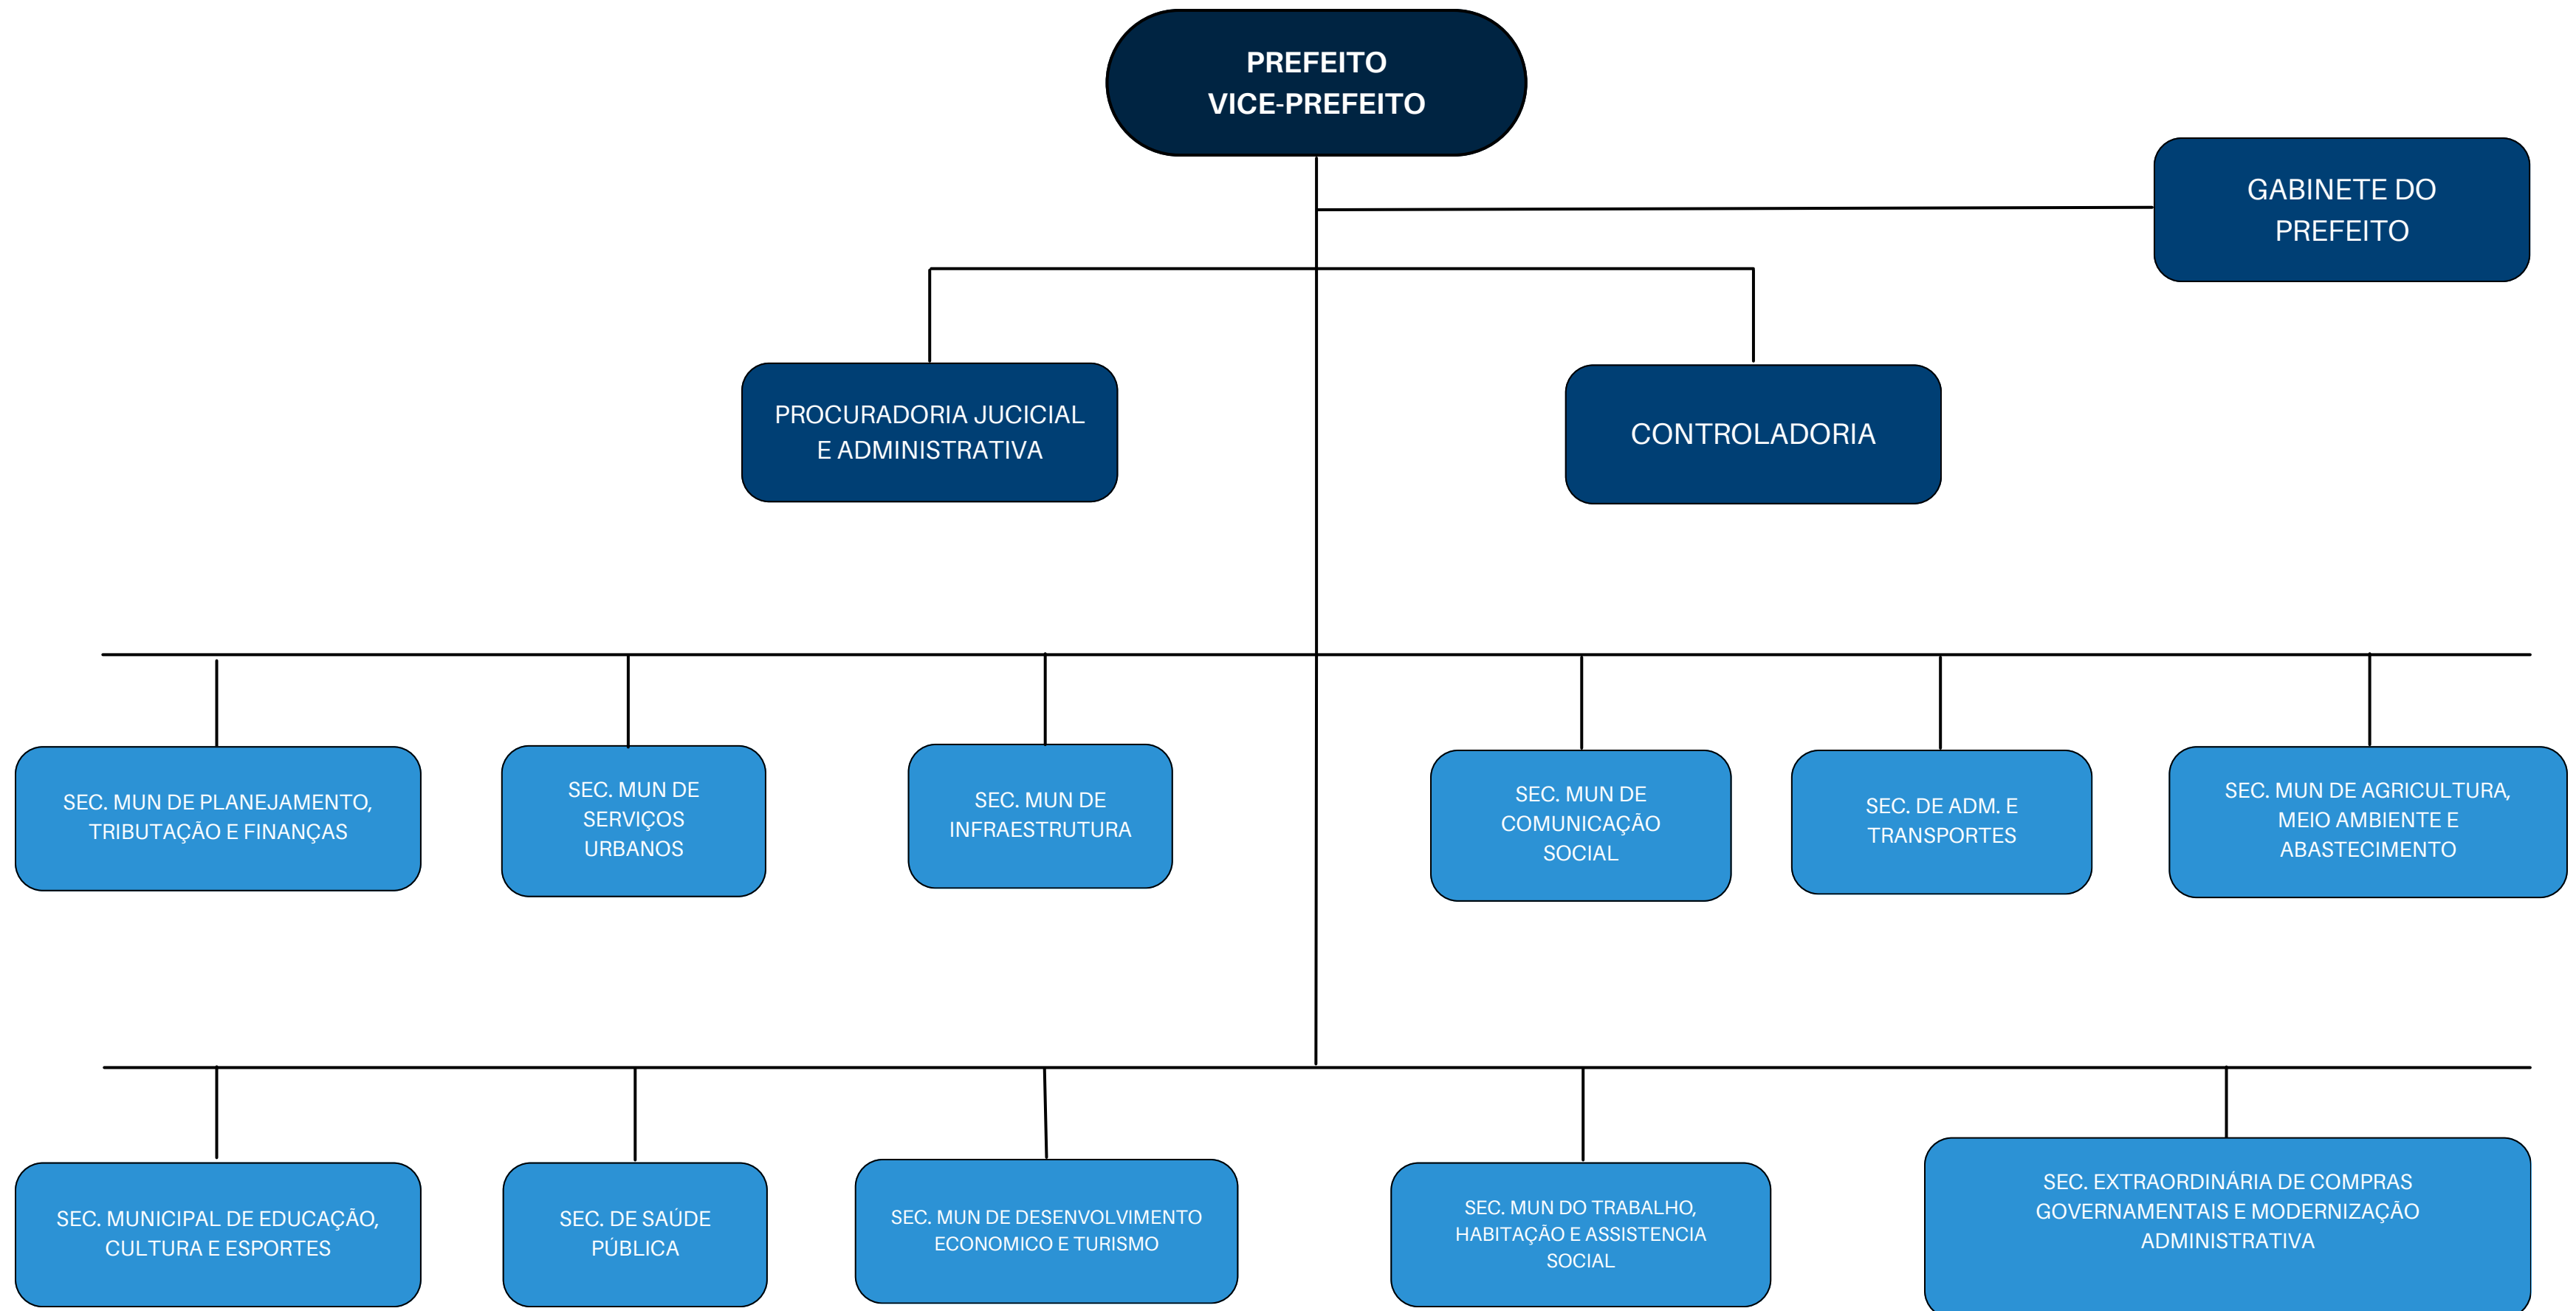 PREFEITO
VICE-PREFEITO
GABINETE DO
PREFEITO
PROCURADORIA JUCICIAL
E ADMINISTRATIVA
CONTROLADORIA
SEC. MUN DE PLANEJAMENTO,
TRIBUTAÇÃO E FINANÇAS
SEC. MUN DE
SERVIÇOS
URBANOS
SEC. MUN DE
INFRAESTRUTURA
SEC. MUN DE
COMUNICAÇÃO
SOCIAL
SEC. DE ADM. E
TRANSPORTES
SEC. MUN DE AGRICULTURA,
MEIO AMBIENTE E
ABASTECIMENTO
SEC. MUNICIPAL DE EDUCAÇÃO,
CULTURA E ESPORTES
SEC. DE SAÚDE
PÚBLICA
SEC. MUN DE DESENVOLVIMENTO
ECONOMICO E TURISMO
SEC. MUN DO TRABALHO,
HABITAÇÃO E ASSISTENCIA
SOCIAL
SEC. EXTRAORDINÁRIA DE COMPRAS
GOVERNAMENTAIS E MODERNIZAÇÃO
ADMINISTRATIVA